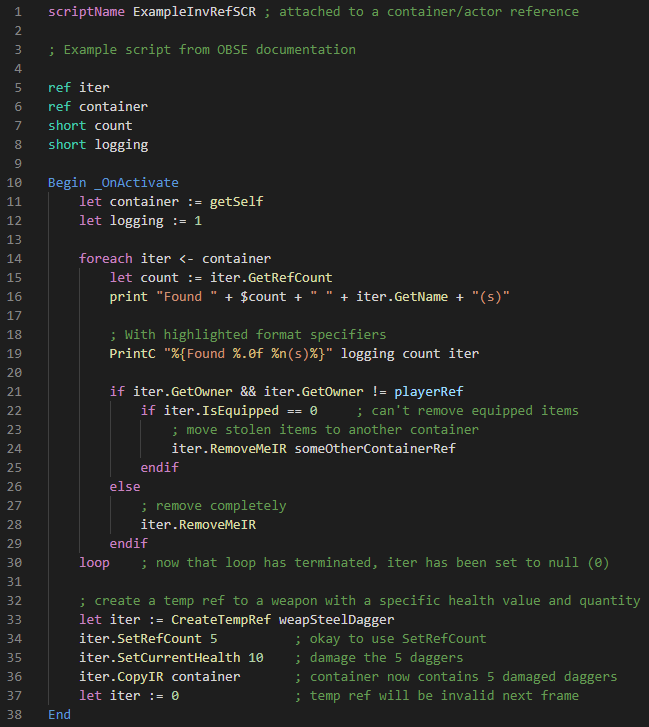 1 scriptName ExampleInvRefSCR ; attached to a container/actor reference
2
3 ; Example script from OBSE documentation
4
5 ref iter
6 ref container
7 short count
8 short logging
9
10 Begin _OnActivate
11     let container := getSelf
12     let logging := 1
13
14     foreach iter <- container
15         let count := iter.GetRefCount
16         print "Found " + $count + " " + iter.GetName + "(s)"
17
18         ; With highlighted format specifiers
19         PrintC "%{Found %.0f %n(s)%}" logging count iter
20
21         if iter.GetOwner && iter.GetOwner != playerRef
22             if iter.IsEquipped == 0     ; can't remove equipped items
23                 ; move stolen items to another container
24                 iter.RemoveMeIR someOtherContainerRef
25             endif
26         else
27             ; remove completely
28             iter.RemoveMeIR
29         endif
30     loop    ; now that loop has terminated, iter has been set to null (0)
31
32     ; create a temp ref to a weapon with a specific health value and quantity
33     let iter := CreateTempRef weapSteelDagger
34     iter.SetRefCount 5          ; okay to use SetRefCount
35     iter.SetCurrentHealth 10    ; damage the 5 daggers
36     iter.CopyIR container       ; container now contains 5 damaged daggers
37     let iter := 0               ; temp ref will be invalid next frame
38 End